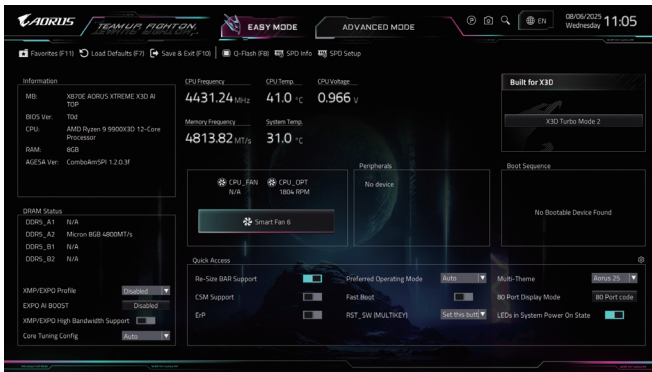 AORUS
TEAMUP. FIGHT ON.
EASY MODE
ADVANCED MODE
EN
08/06/2025
Wednesday
11:05
Favorites (F11)
Load Defaults (F7)
Save & Exit (F10)
Q-Flash (F8)
SPD Info
SPD Setup
Information
MB: X870E AORUS XTREME X3D AI TOP
BIOS Ver. T0d
CPU: AMD Ryzen 9 9900X3D 12-Core
Processor
RAM: 8GB
AGESA Ver: ComboAm5PI 1.2.0.3f
CPU Frequency
4431.24 MHz
CPU Temp.
41.0 °C
CPU Voltage
0.966 V
Memory Frequency
4813.82 MT/s
System Temp.
31.0 °C
Built for X3D
X3D Turbo Mode 2
CPU_FAN
N/A
CPU_OPT
1804 RPM
Smart Fan 6
Peripherals
No device
Boot Sequence
No Bootable Device Found
DRAM Status
DDR5_A1 N/A
DDR5_A2 Micron 8GB 4800MT/s
DDR5_B1 N/A
DDR5_B2 N/A
XMP/EXPO Profile Disabled
EXPO AI BOOST Disabled
XMP/EXPO High Bandwidth Support
Core Tuning Config Auto
Quick Access
Re-Size BAR Support
CSM Support
ErP
Preferred Operating Mode Auto
Fast Boot
RST_SW (MULTIKEY) Set this butt
Multi-Theme Aorus 25
80 Port Display Mode 80 Port code
LEDs in System Power On State